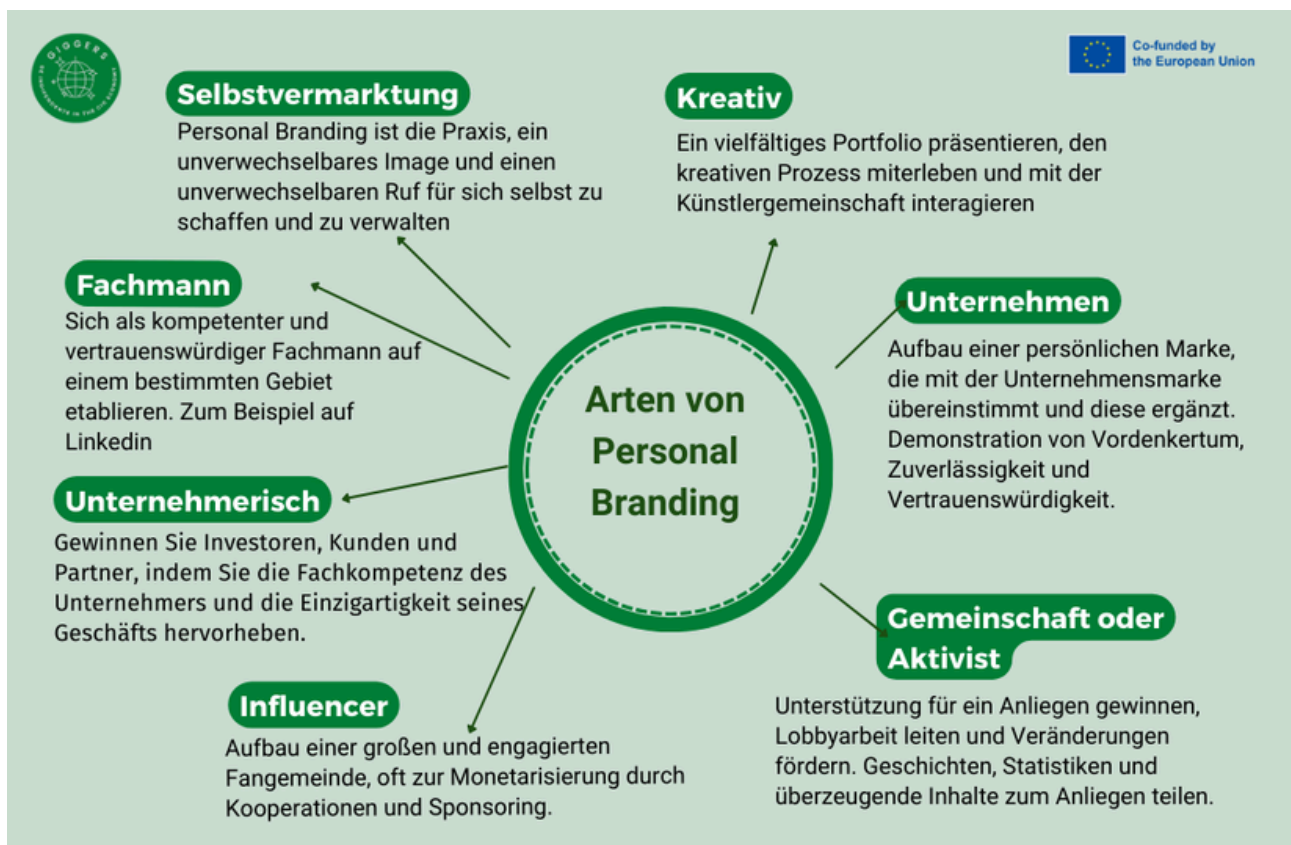 GIGGERS
BE INDEPENDENTS IN THE GIG ECONOMY
Co-funded by
the European Union
Selbstvermarktung
Personal Branding ist die Praxis, ein
unverwechselbares Image und einen
unverwechselbaren Ruf für sich selbst zu
schaffen und zu verwalten
Kreativ
Ein vielfältiges Portfolio präsentieren, den
kreativen Prozess miterleben und mit der
Künstlergemeinschaft interagieren
Fachmann
Sich als kompetenter und
vertrauenswürdiger Fachmann auf
einem bestimmten Gebiet
etablieren. Zum Beispiel auf
Linkedin
Unternehmen
Aufbau einer persönlichen Marke,
die mit der Unternehmensmarke
übereinstimmt und diese ergänzt.
Demonstration von Vordenkertum,
Zuverlässigkeit und
Vertrauenswürdigkeit.
Arten von
Personal
Branding
Unternehmerisch
Gewinnen Sie Investoren, Kunden und
Partner, indem Sie die Fachkompetenz des
Unternehmers und die Einzigartigkeit seines
Geschäfts hervorheben.
Gemeinschaft oder
Aktivist
Unterstützung für ein Anliegen gewinnen,
Lobbyarbeit leiten und Veränderungen
fördern. Geschichten, Statistiken und
überzeugende Inhalte zum Anliegen teilen.
Influencer
Aufbau einer großen und engagierten
Fangemeinde, oft zur Monetarisierung durch
Kooperationen und Sponsoring.